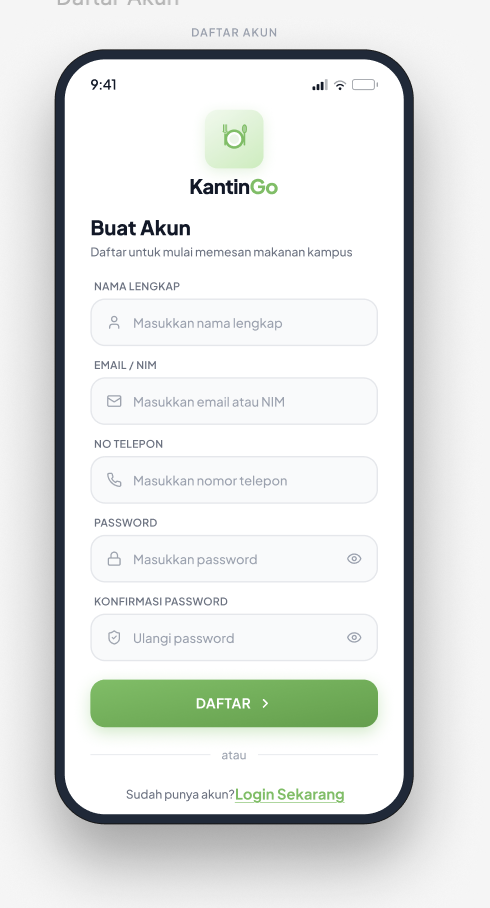 Daftar Akun
DAFTAR AKUN
9:41
KantinGo
Buat Akun
Daftar untuk mulai memesan makanan kampus
NAMA LENGKAP
Masukkan nama lengkap
EMAIL / NIM
Masukkan email atau NIM
NO TELEPON
Masukkan nomor telepon
PASSWORD
Masukkan password
KONFIRMASI PASSWORD
Ulangi password
DAFTAR
atau
Sudah punya akun?Login Sekarang